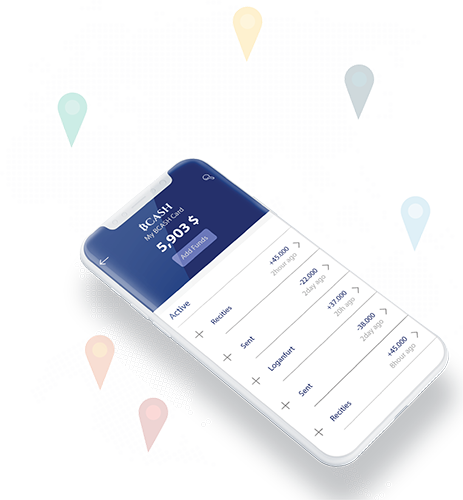 BCASH
My BCASH Card
5,903 $
Add Funds
Active
Recities
+45.000
2hour ago
Sent
-22.000
2day ago
Loganfurt
+37.000
20h ago
Sent
-38.000
2day ago
Recities
+45.000
8hour ago